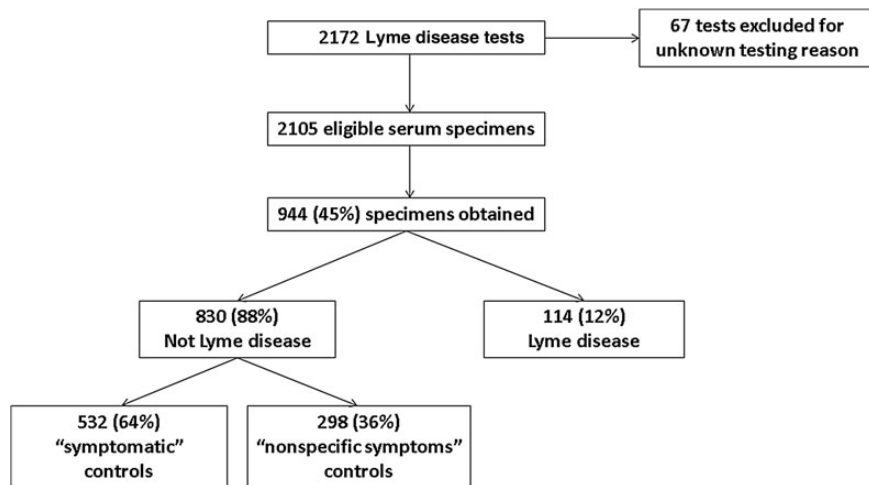 2172 Lyme disease tests
67 tests excluded for
unknown testing reason
2105 eligible serum specimens
944 (45%) specimens obtained
830 (88%)
Not Lyme disease
114 (12%)
Lyme disease
532 (64%)
“symptomatic”
controls
298 (36%)
“nonspecific symptoms”
controls